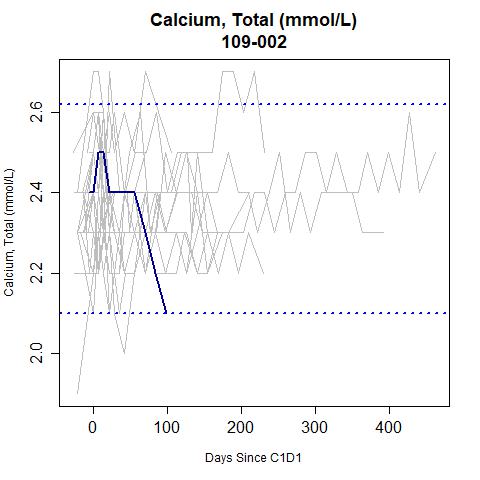 Calcium, Total (mmol/L)
109-002
Calcium, Total (mmol/L)
2.6
2.4
2.2
2.0
0 100 200 300 400
Days Since C1D1